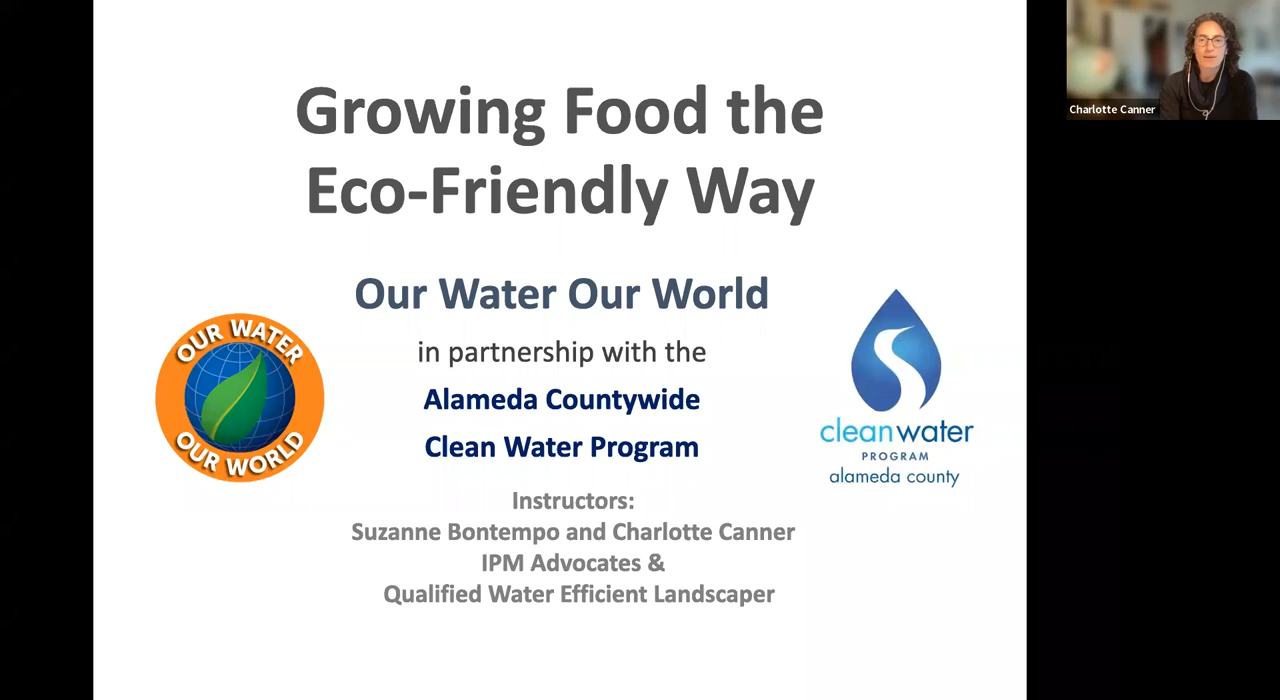 Growing Food the
Eco-Friendly Way
Our Water Our World
in partnership with the
Alameda Countywide
Clean Water Program
Instructors:
Suzanne Bontempo and Charlotte Canner
IPM Advocates &
Qualified Water Efficient Landscaper
OUR WATER
OUR WORLD
cleanwater
PROGRAM
alameda county
Charlotte Canner